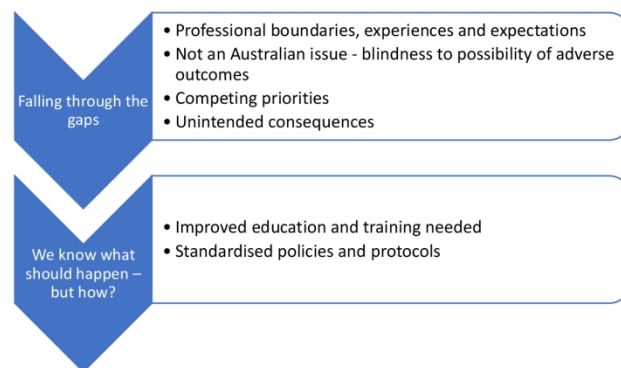 Falling through the
gaps
• Professional boundaries, experiences and expectations
• Not an Australian issue - blindness to possibility of adverse
outcomes
• Competing priorities
• Unintended consequences
We know what
should happen –
but how?
• Improved education and training needed
• Standardised policies and protocols